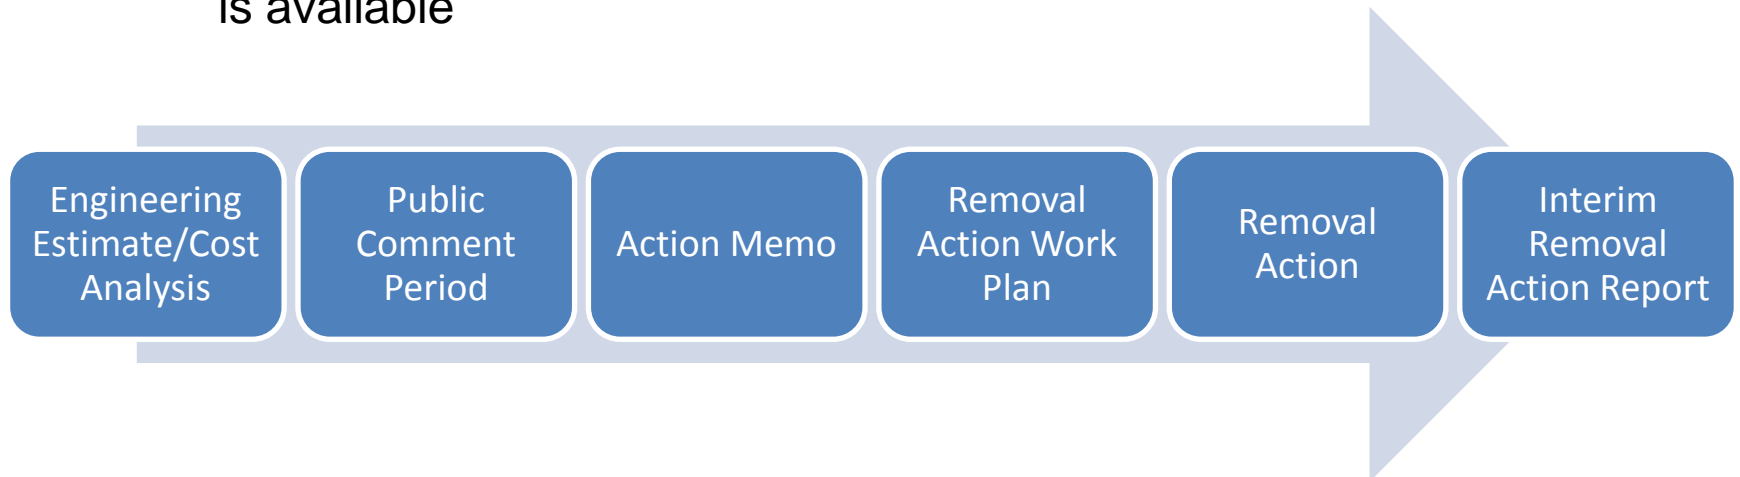 is available
Engineering
Estimate/Cost
Analysis
Public
Comment
Period
Action Memo
Removal
Action Work
Plan
Removal
Action
Interim
Removal
Action Report